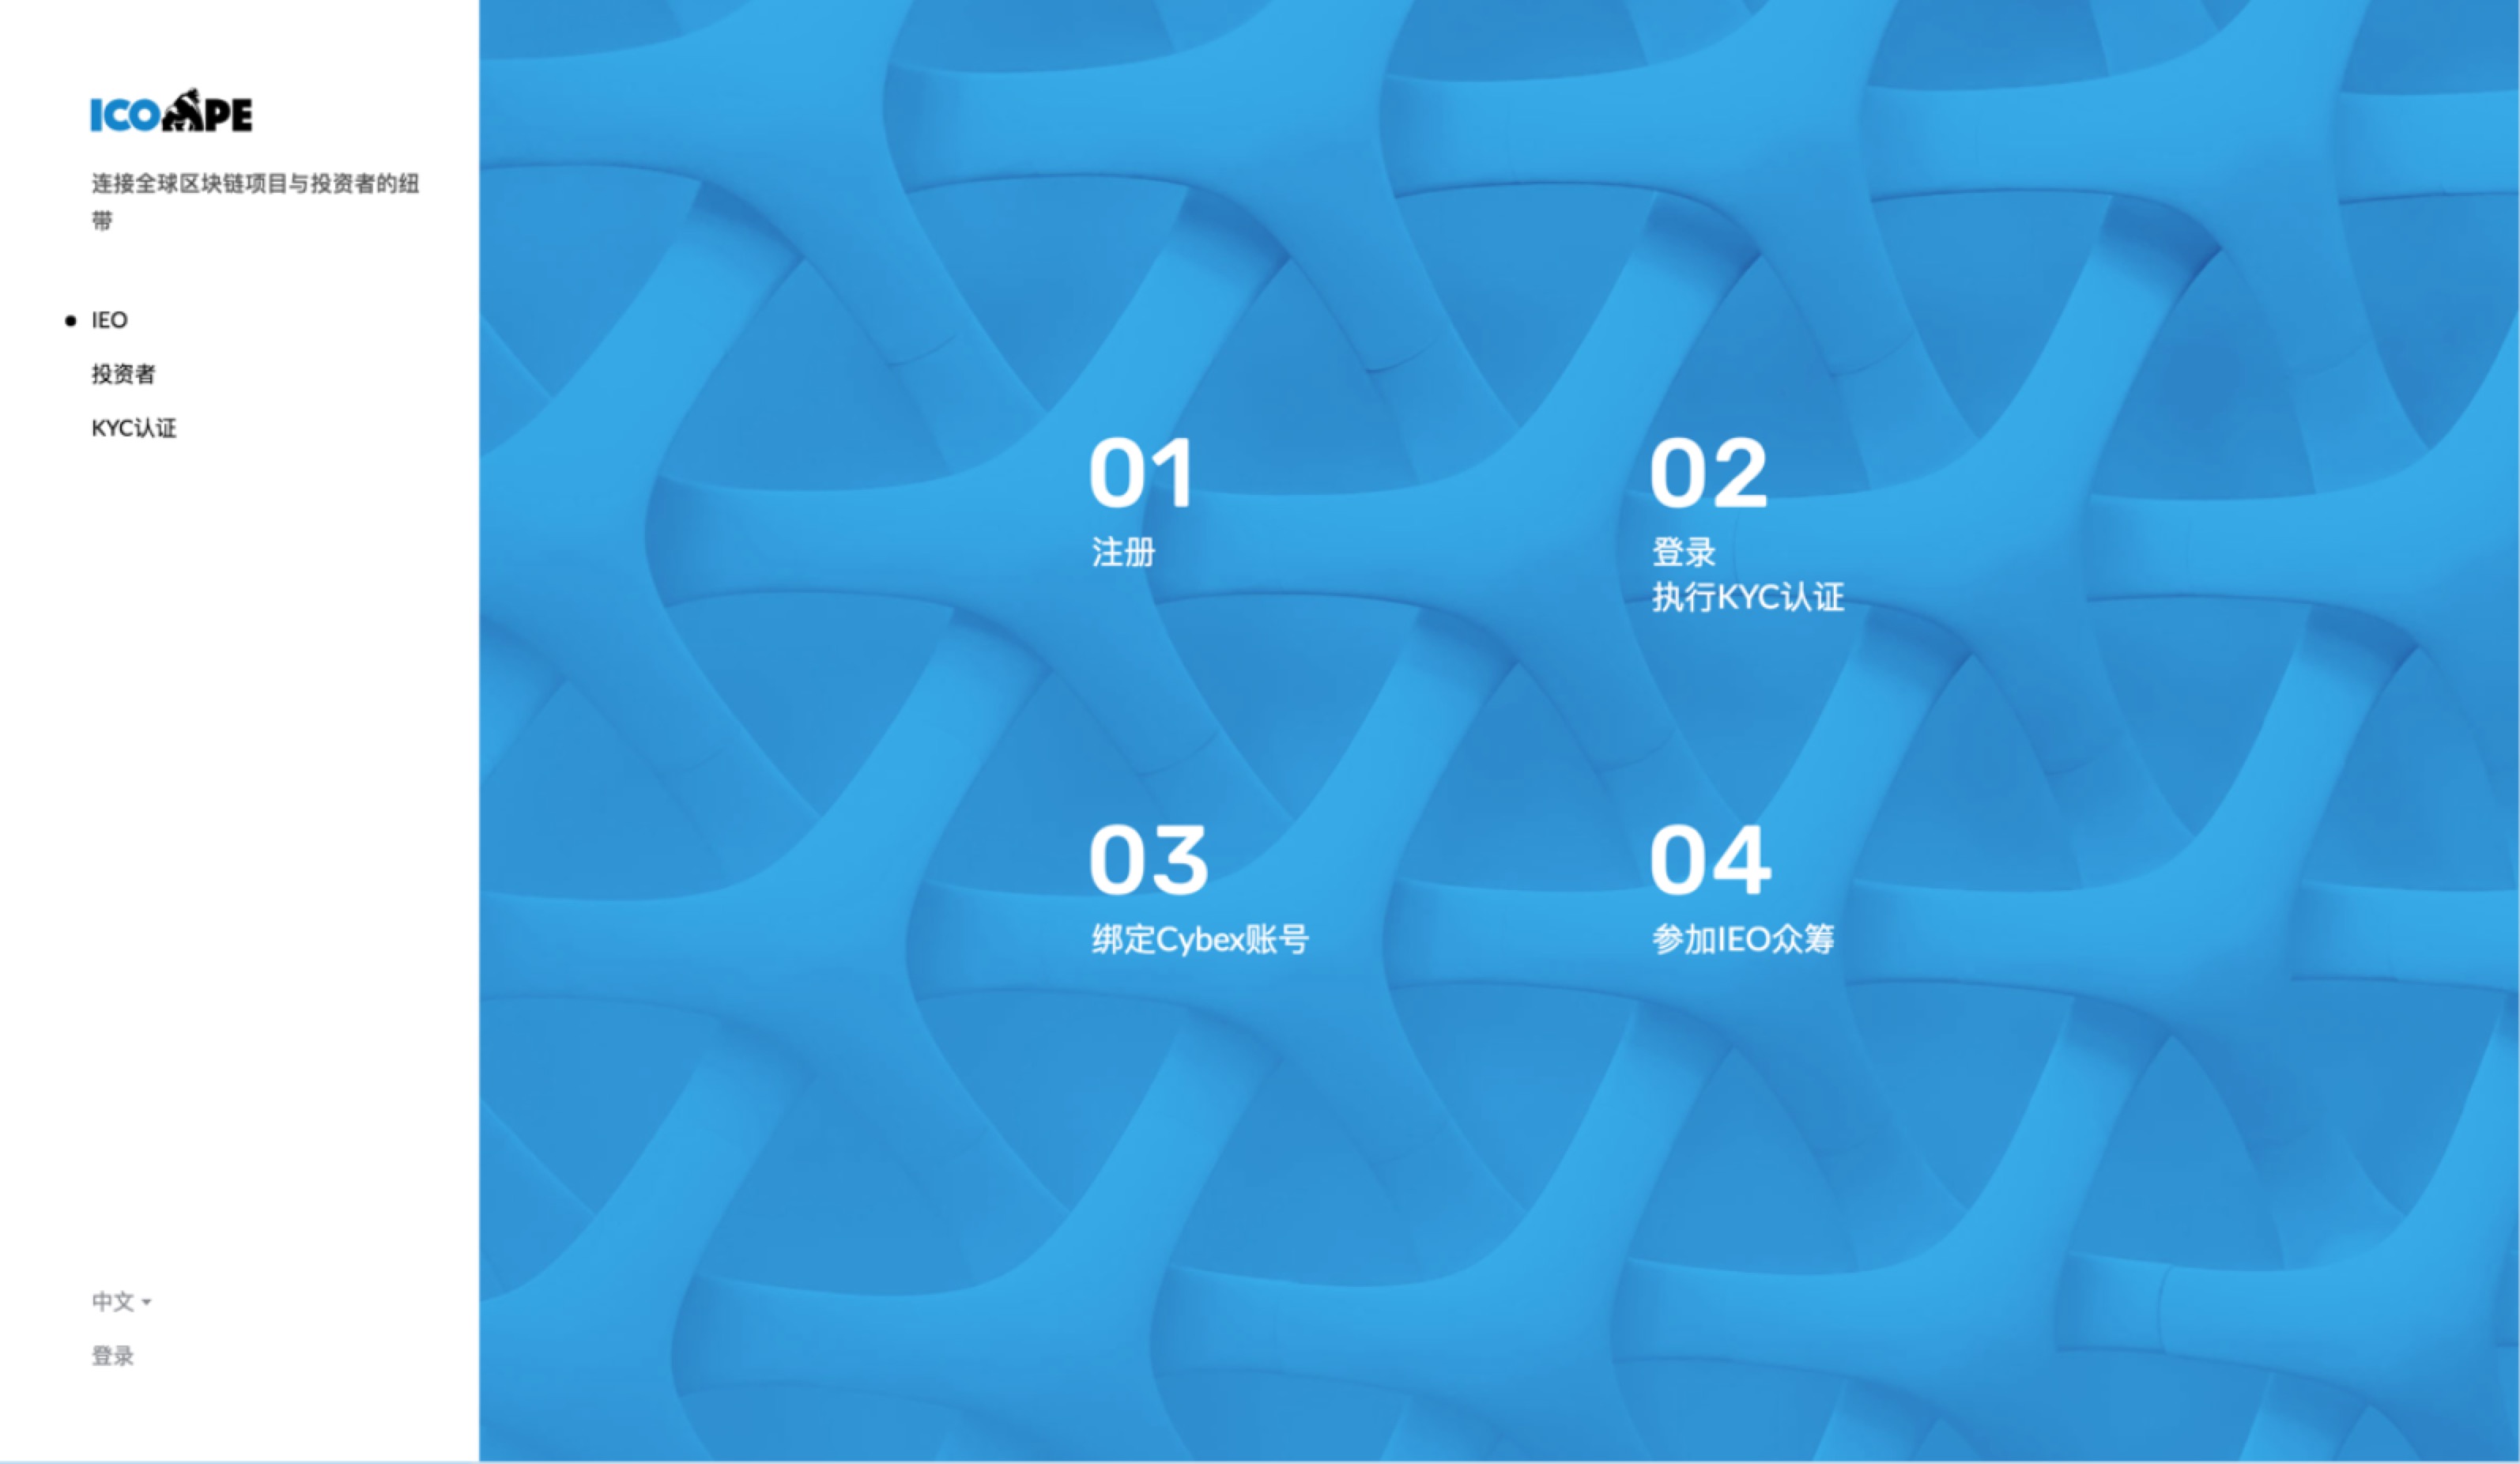 ICOAPE
连接全球区块链项目与投资者的纽
带
IEO
投资者
KYC认证
01
注册
02
登录
执行KYC认证
03
绑定Cybex账号
04
参加IEO众筹
中文
登录